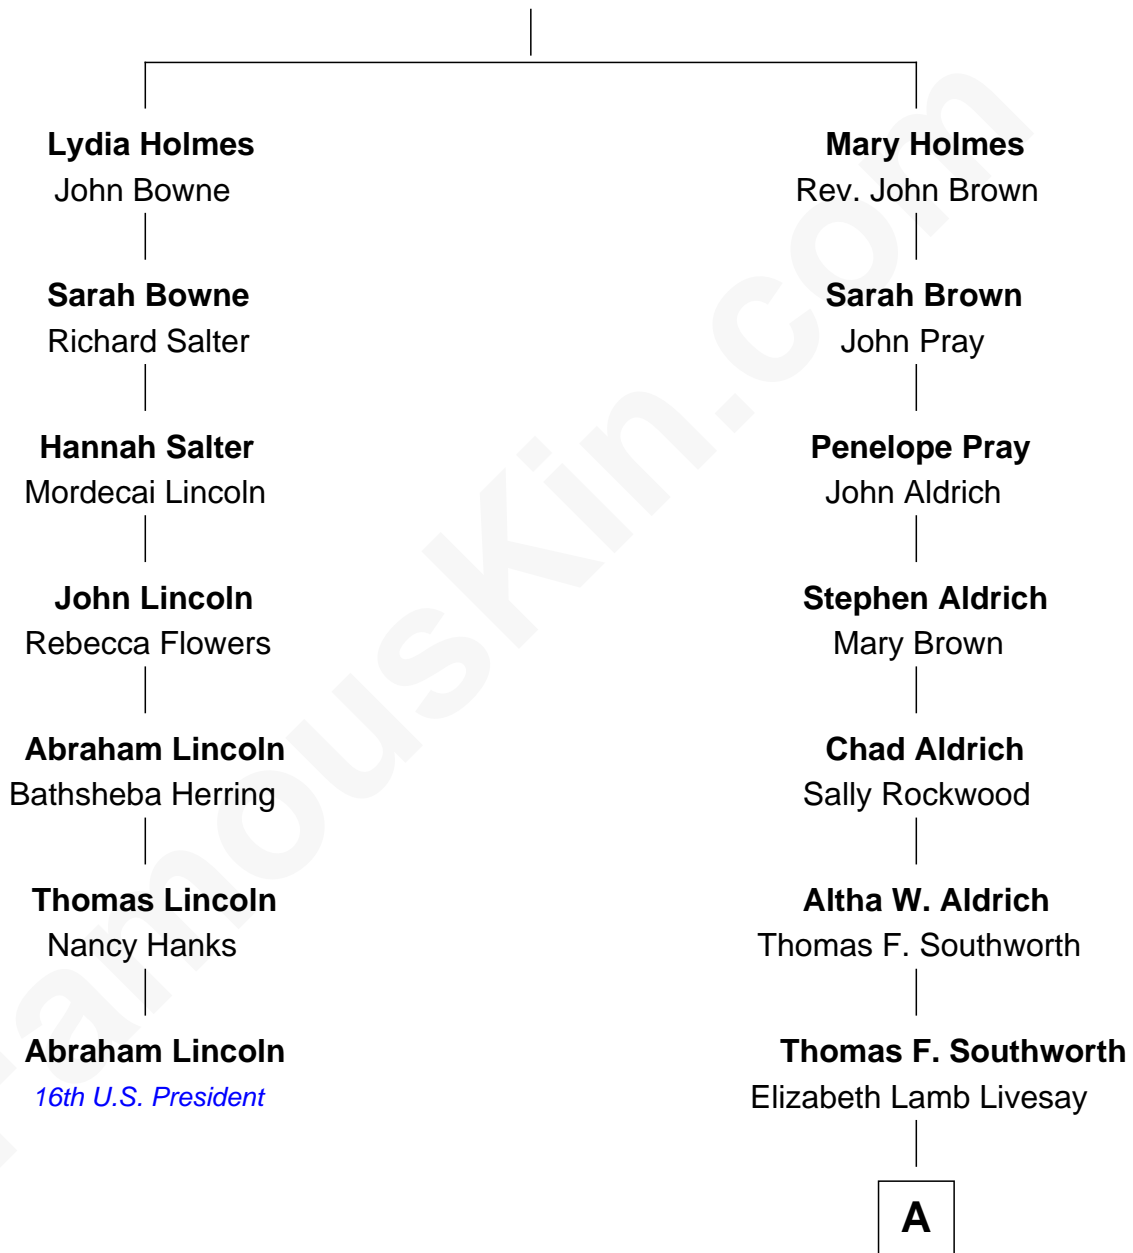 Lydia Holmes
John Bowne
Sarah Bowne
Richard Salter
Hannah Salter
Mordecai Lincoln
John Lincoln
Rebecca Flowers
Abraham Lincoln
Bathsheba Herring
Thomas Lincoln
Nancy Hanks
Abraham Lincoln
16th U.S. President
Mary Holmes
Rev. John Brown
Sarah Brown
John Pray
Penelope Pray
John Aldrich
Stephen Aldrich
Mary Brown
Chad Aldrich
Sally Rockwood
Altha W. Aldrich
Thomas F. Southworth
Thomas F. Southworth
Elizabeth Lamb Livesay
A
FamousKin.com